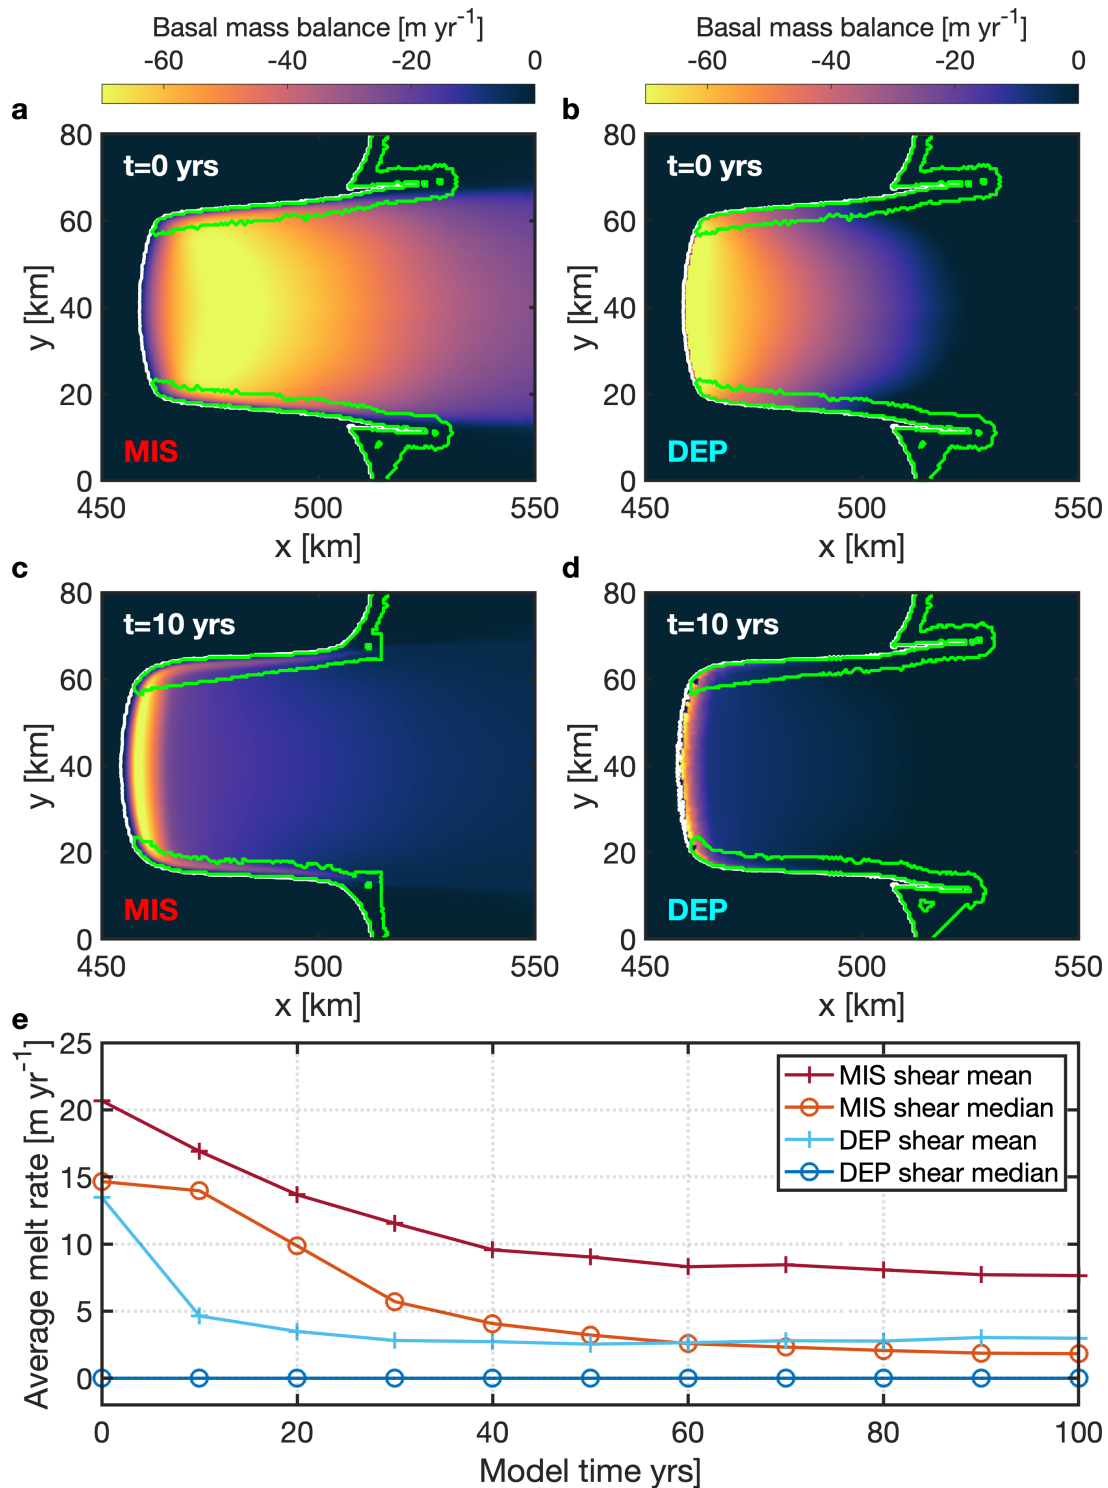 Basal mass balance [m yr-1]
-60 -40 -20 0
a
80
60
40
20
0
y [km]
t=0 yrs
MIS
450 500 550
x [km]
Basal mass balance [m yr-1]
-60 -40 -20 0
b
80
60
40
20
0
y [km]
t=0 yrs
DEP
450 500 550
x [km]
c
80
60
40
20
0
y [km]
t=10 yrs
MIS
450 500 550
x [km]
d
80
60
40
20
0
y [km]
t=10 yrs
DEP
450 500 550
x [km]
e
25
20
15
10
5
0
Average melt rate [m yr-1]
MIS shear mean
MIS shear median
DEP shear mean
DEP shear median
0 20 40 60 80 100
Model time yrs]